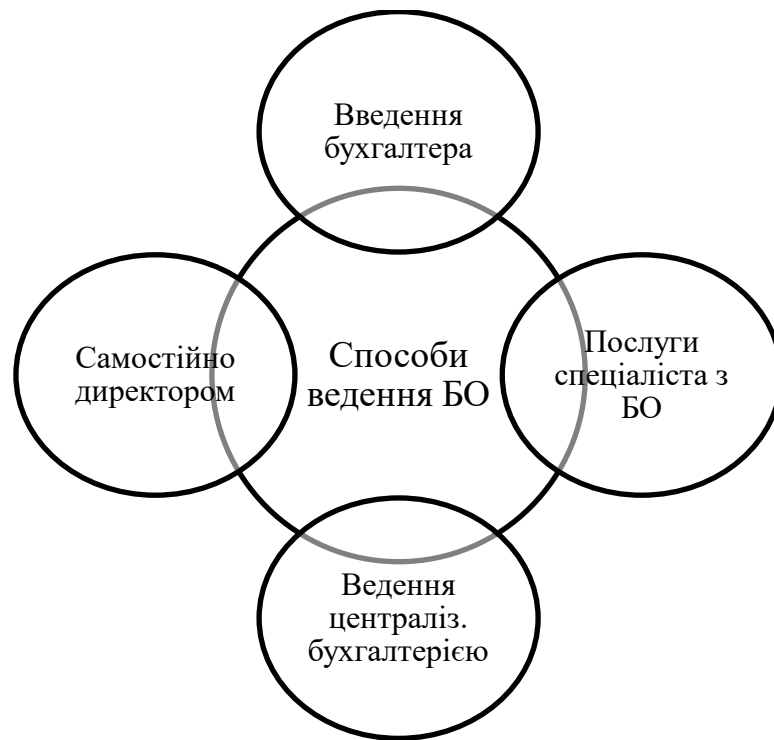 Введення
бухгалтера
Самостійно
директором
Способи
ведення БО
Послуги
спеціаліста з
БО
Ведення
централіз.
бухгалтерією